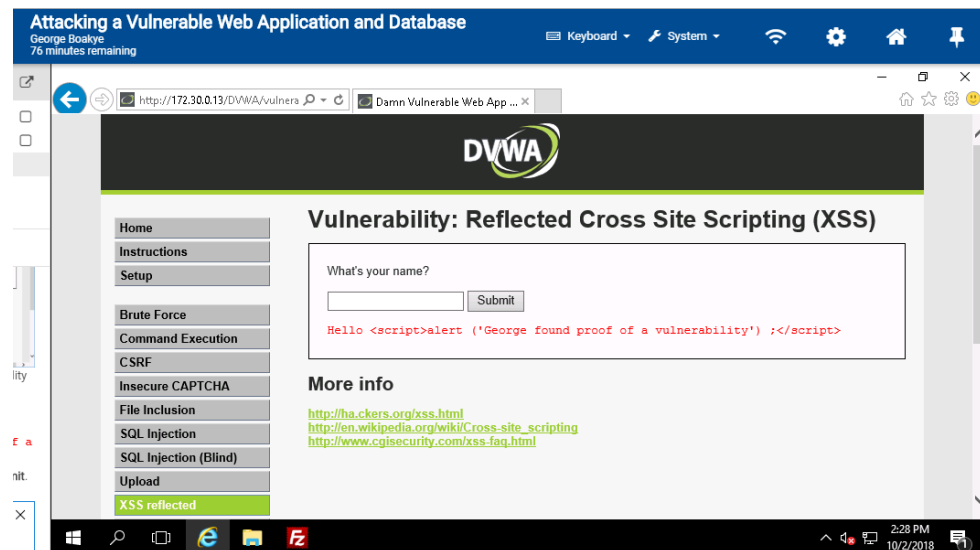 Attacking a Vulnerable Web Application and Database
George Boakye
76 minutes remaining
Keyboard
System
http://172.30.0.13/DVWA/vulnera
Damn Vulnerable Web App ...
DVWA
Home
Instructions
Setup
Brute Force
Command Execution
CSRF
Insecure CAPTCHA
File Inclusion
SQL Injection
SQL Injection (Blind)
Upload
XSS reflected
Vulnerability: Reflected Cross Site Scripting (XSS)
What's your name?
Submit
Hello <script>alert ('George found proof of a vulnerability') ;</script>
More info
http://ha.ckers.org/xss.html
http://en.wikipedia.org/wiki/Cross-site_scripting
http://www.cgisecurity.com/xss-faq.html
lity
f a
nit.
2:28 PM
10/2/2018
1